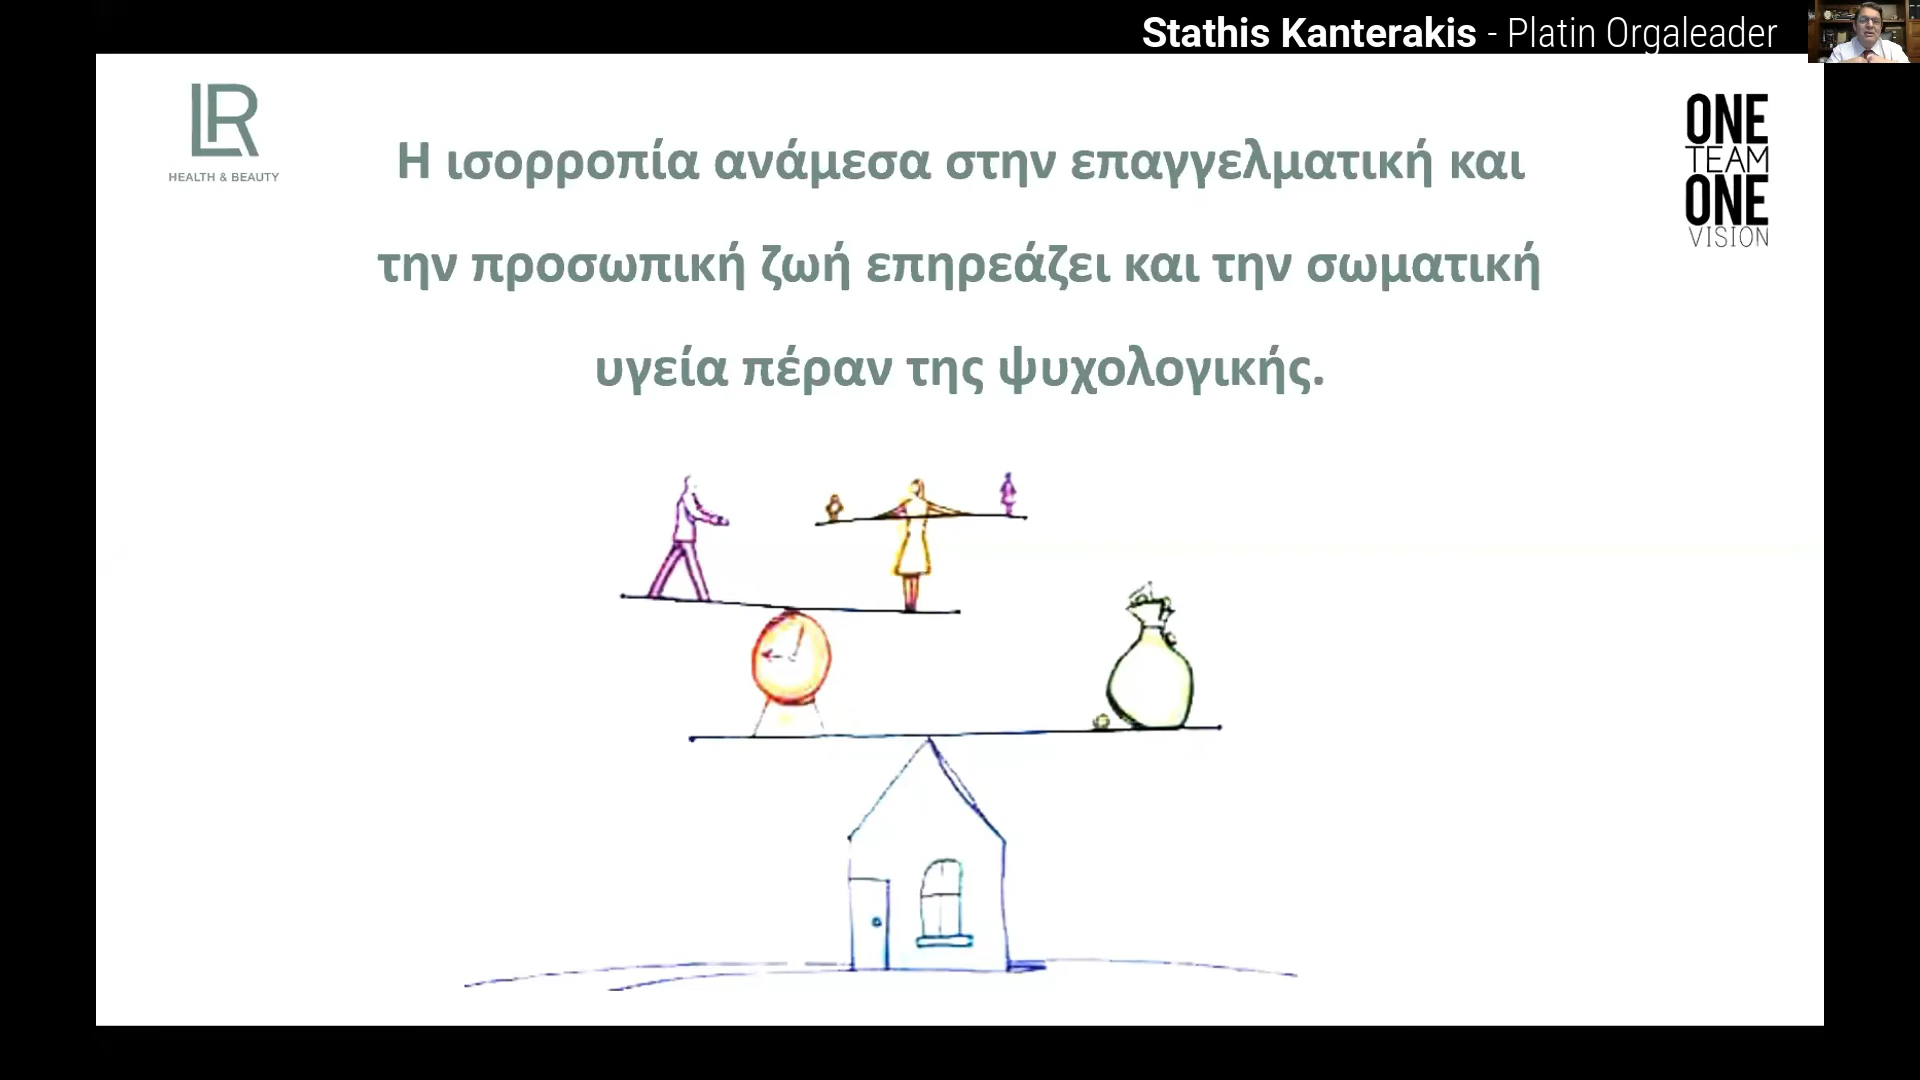 Stathis Kanterakis - Platin Orgaleader
LR
HEALTH & BEAUTY
ONE
TEAM
ONE
VISION
Η ισορροπία ανάμεσα στην επαγγελματική και
την προσωπική ζωή επηρεάζει και την σωματική
υγεία πέραν της ψυχολογικής.